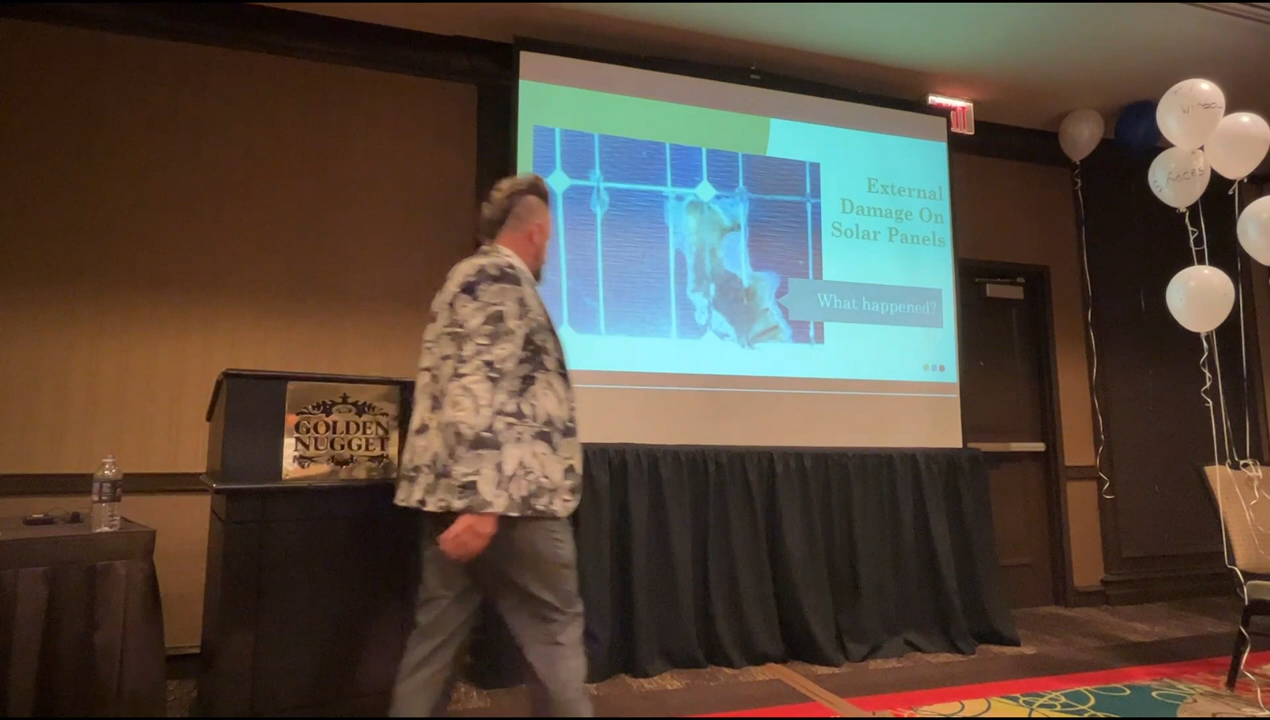 External
Damage On
Solar Panels
What happened?
GOLDEN
NUGGET